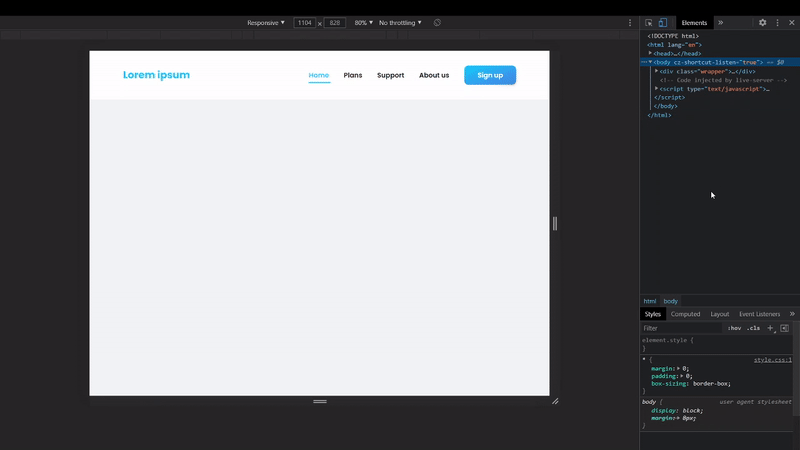 Responsive ▼ 1104 × 828 80% ▼ No throttling ▼
Elements »
Lorem ipsum
Home Plans Support About us Sign up
<!DOCTYPE html>
<html lang="en">
<head>…</head>
<body cz-shortcut-listen="true"> == $0
<div class="wrapper">…</div>
<!-- Code injected by live-server -->
<script type="text/javascript">…
</script>
</body>
</html>
html body
Styles Computed Layout Event Listeners »
Filter :hov .cls +
element.style {
}
* { style.css:1
margin: 0;
padding: 0;
box-sizing: border-box;
}
body { user agent stylesheet
display: block;
margin: 8px;
}